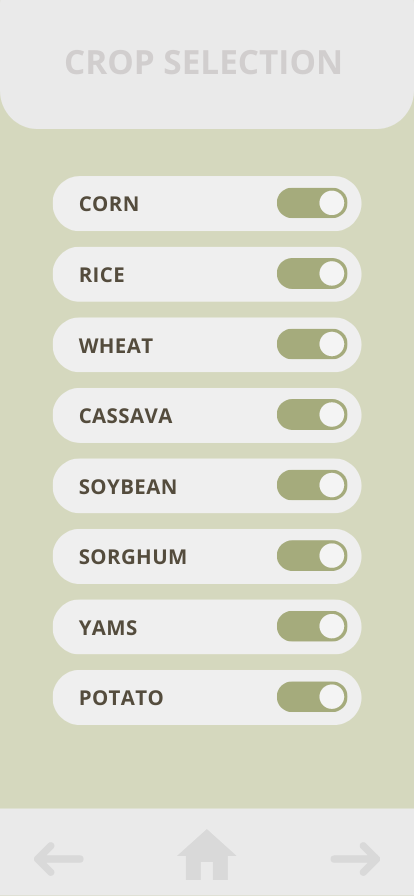 CROP SELECTION
CORN
RICE
WHEAT
CASSAVA
SOYBEAN
SORGHUM
YAMS
POTATO